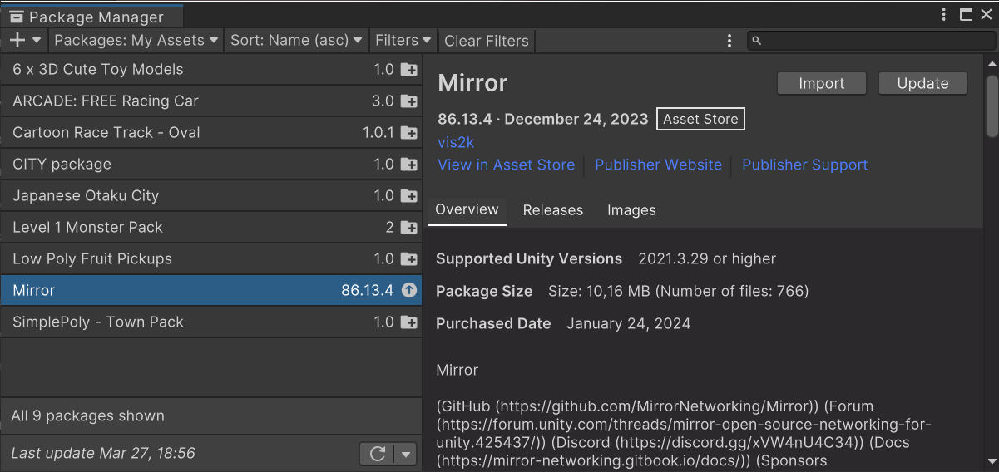 Package Manager
Packages: My Assets Sort: Name (asc) Filters Clear Filters
6 x 3D Cute Toy Models 1.0
ARCADE: FREE Racing Car 3.0
Cartoon Race Track - Oval 1.0.1
CITY package 1.0
Japanese Otaku City 1.0
Level 1 Monster Pack 2
Low Poly Fruit Pickups 1.0
Mirror 86.13.4
SimplePoly - Town Pack 1.0
All 9 packages shown
Last update Mar 27, 18:56
Mirror
Import Update
86.13.4 · December 24, 2023 Asset Store
vis2k
View in Asset Store Publisher Website Publisher Support
Overview Releases Images
Supported Unity Versions 2021.3.29 or higher
Package Size Size: 10,16 MB (Number of files: 766)
Purchased Date January 24, 2024
Mirror
(GitHub (https://github.com/MirrorNetworking/Mirror)) (Forum
(https://forum.unity.com/threads/mirror-open-source-networking-for-
unity.425437/)) (Discord (https://discord.gg/xVW4nU4C34)) (Docs
(https://mirror-networking.gitbook.io/docs/)) (Sponsors